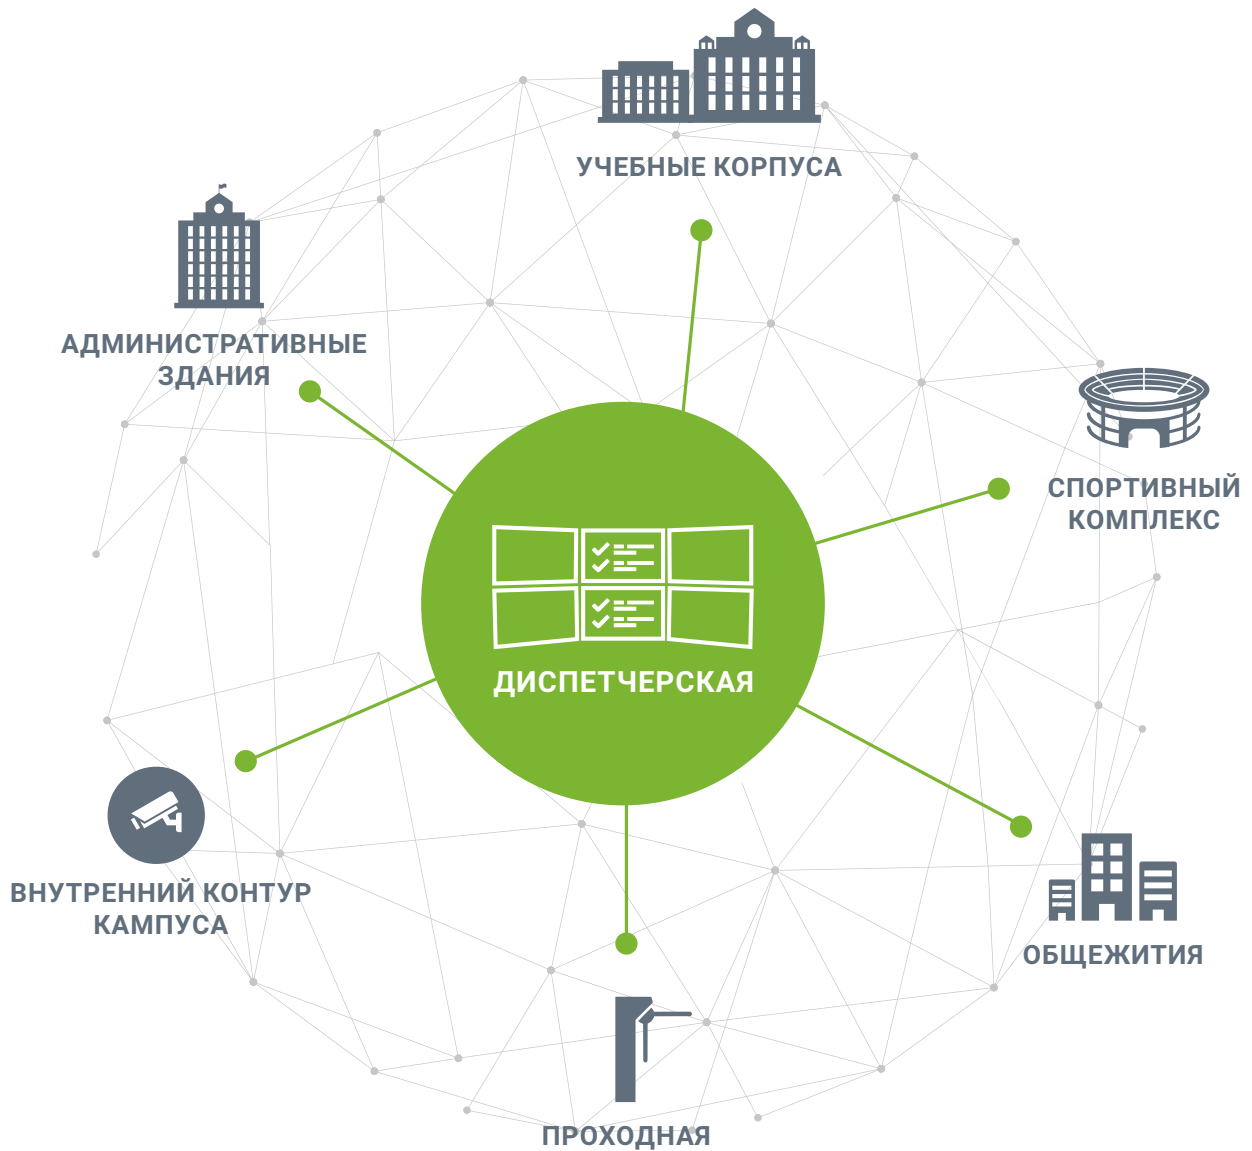 УЧЕБНЫЕ КОРПУСА
АДМИНИСТРАТИВНЫЕ
ЗДАНИЯ
СПОРТИВНЫЙ
КОМПЛЕКС
ДИСПЕТЧЕРСКАЯ
ВНУТРЕННИЙ КОНТУР
КАМПУСА
ОБЩЕЖИТИЯ
ПРОХОДНАЯ